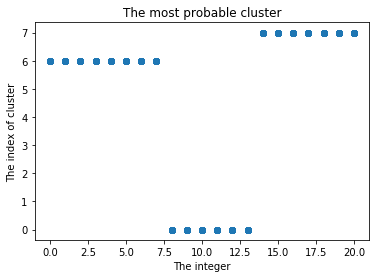 The most probable cluster
7
6
5
4
3
2
1
0
The index of cluster
0.0 2.5 5.0 7.5 10.0 12.5 15.0 17.5 20.0
The integer